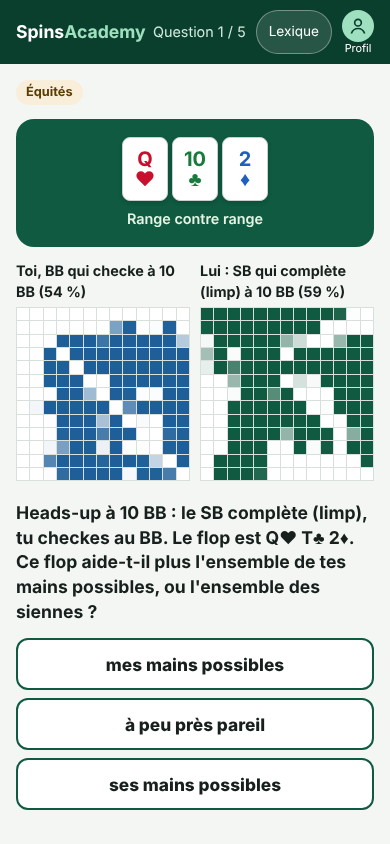 SpinsAcademy Question 1 / 5 Lexique
Profil
Équités
Q 10 2
♥ ♣ ♦
Range contre range
Toi, BB qui checke à 10
BB (54 %)
Lui : SB qui complète
(limp) à 10 BB (59 %)
Heads-up à 10 BB : le SB complète (limp),
tu checkes au BB. Le flop est Q♥ T♣ 2♦.
Ce flop aide-t-il plus l'ensemble de tes
mains possibles, ou l'ensemble des
siennes ?
mes mains possibles
à peu près pareil
ses mains possibles